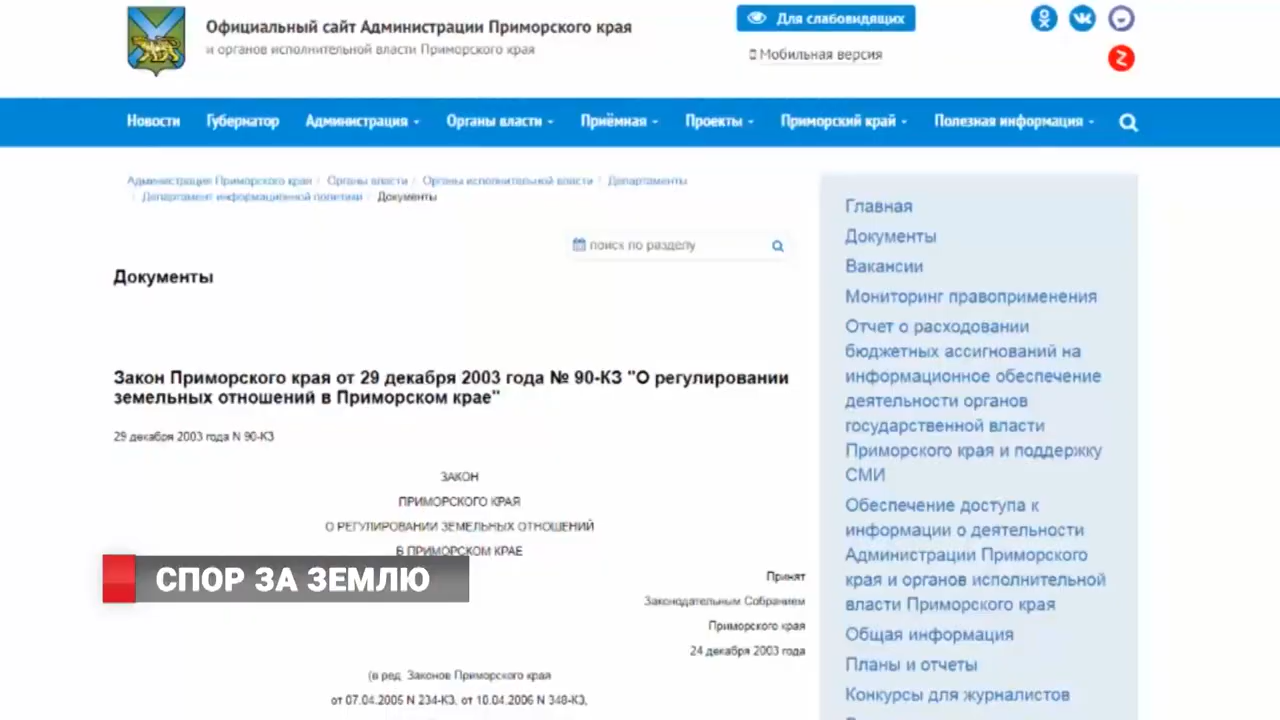 Официальный сайт Администрации Приморского края
и органов исполнительной власти Приморского края
Для слабовидящих
Мобильная версия
Новости Губернатор Администрация Органы власти Приёмная Проекты Приморский край Полезная информация
Администрация Приморского края / Органы власти / Органы исполнительной власти / Департаменты
/ Департамент информационной политики / Документы
поиск по разделу
Документы
Закон Приморского края от 29 декабря 2003 года № 90-КЗ "О регулировании
земельных отношений в Приморском крае"
29 декабря 2003 года N 90-КЗ
ЗАКОН
ПРИМОРСКОГО КРАЯ
О РЕГУЛИРОВАНИИ ЗЕМЕЛЬНЫХ ОТНОШЕНИЙ
В ПРИМОРСКОМ КРАЕ
СПОР ЗА ЗЕМЛЮ
Принят
Законодательным Собранием
Приморского края
24 декабря 2003 года
(в ред. Законов Приморского края
от 07.04.2005 N 234-КЗ, от 10.04.2006 N 348-КЗ,
Главная
Документы
Вакансии
Мониторинг правоприменения
Отчет о расходовании
бюджетных ассигнований на
информационное обеспечение
деятельности органов
государственной власти
Приморского края и поддержку
СМИ
Обеспечение доступа к
информации о деятельности
Администрации Приморского
края и органов исполнительной
власти Приморского края
Общая информация
Планы и отчеты
Конкурсы для журналистов